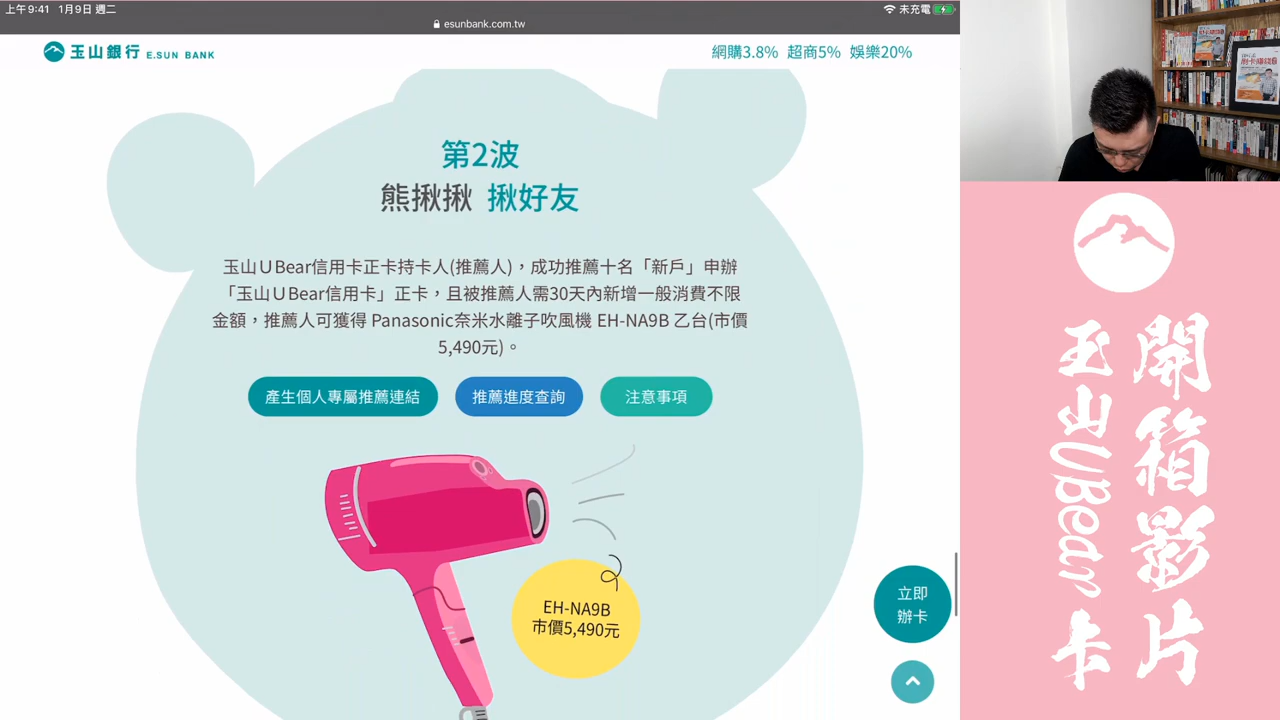 上午9:41 1月9日 週二
esunbank.com.tw
未充電
玉山銀行 E.SUN BANK
網購3.8% 超商5% 娛樂20%
第2波
熊揪揪 揪好友
玉山U Bear信用卡正卡持卡人(推薦人)，成功推薦十名「新戶」申辦
「玉山U Bear信用卡」正卡，且被推薦人需30天內新增一般消費不限
金額，推薦人可獲得 Panasonic奈米水離子吹風機 EH-NA9B 乙台(市價
5,490元)。
產生個人專屬推薦連結
推薦進度查詢
注意事項
EH-NA9B
市價5,490元
立即
辦卡
開箱影片
玉山UBear卡